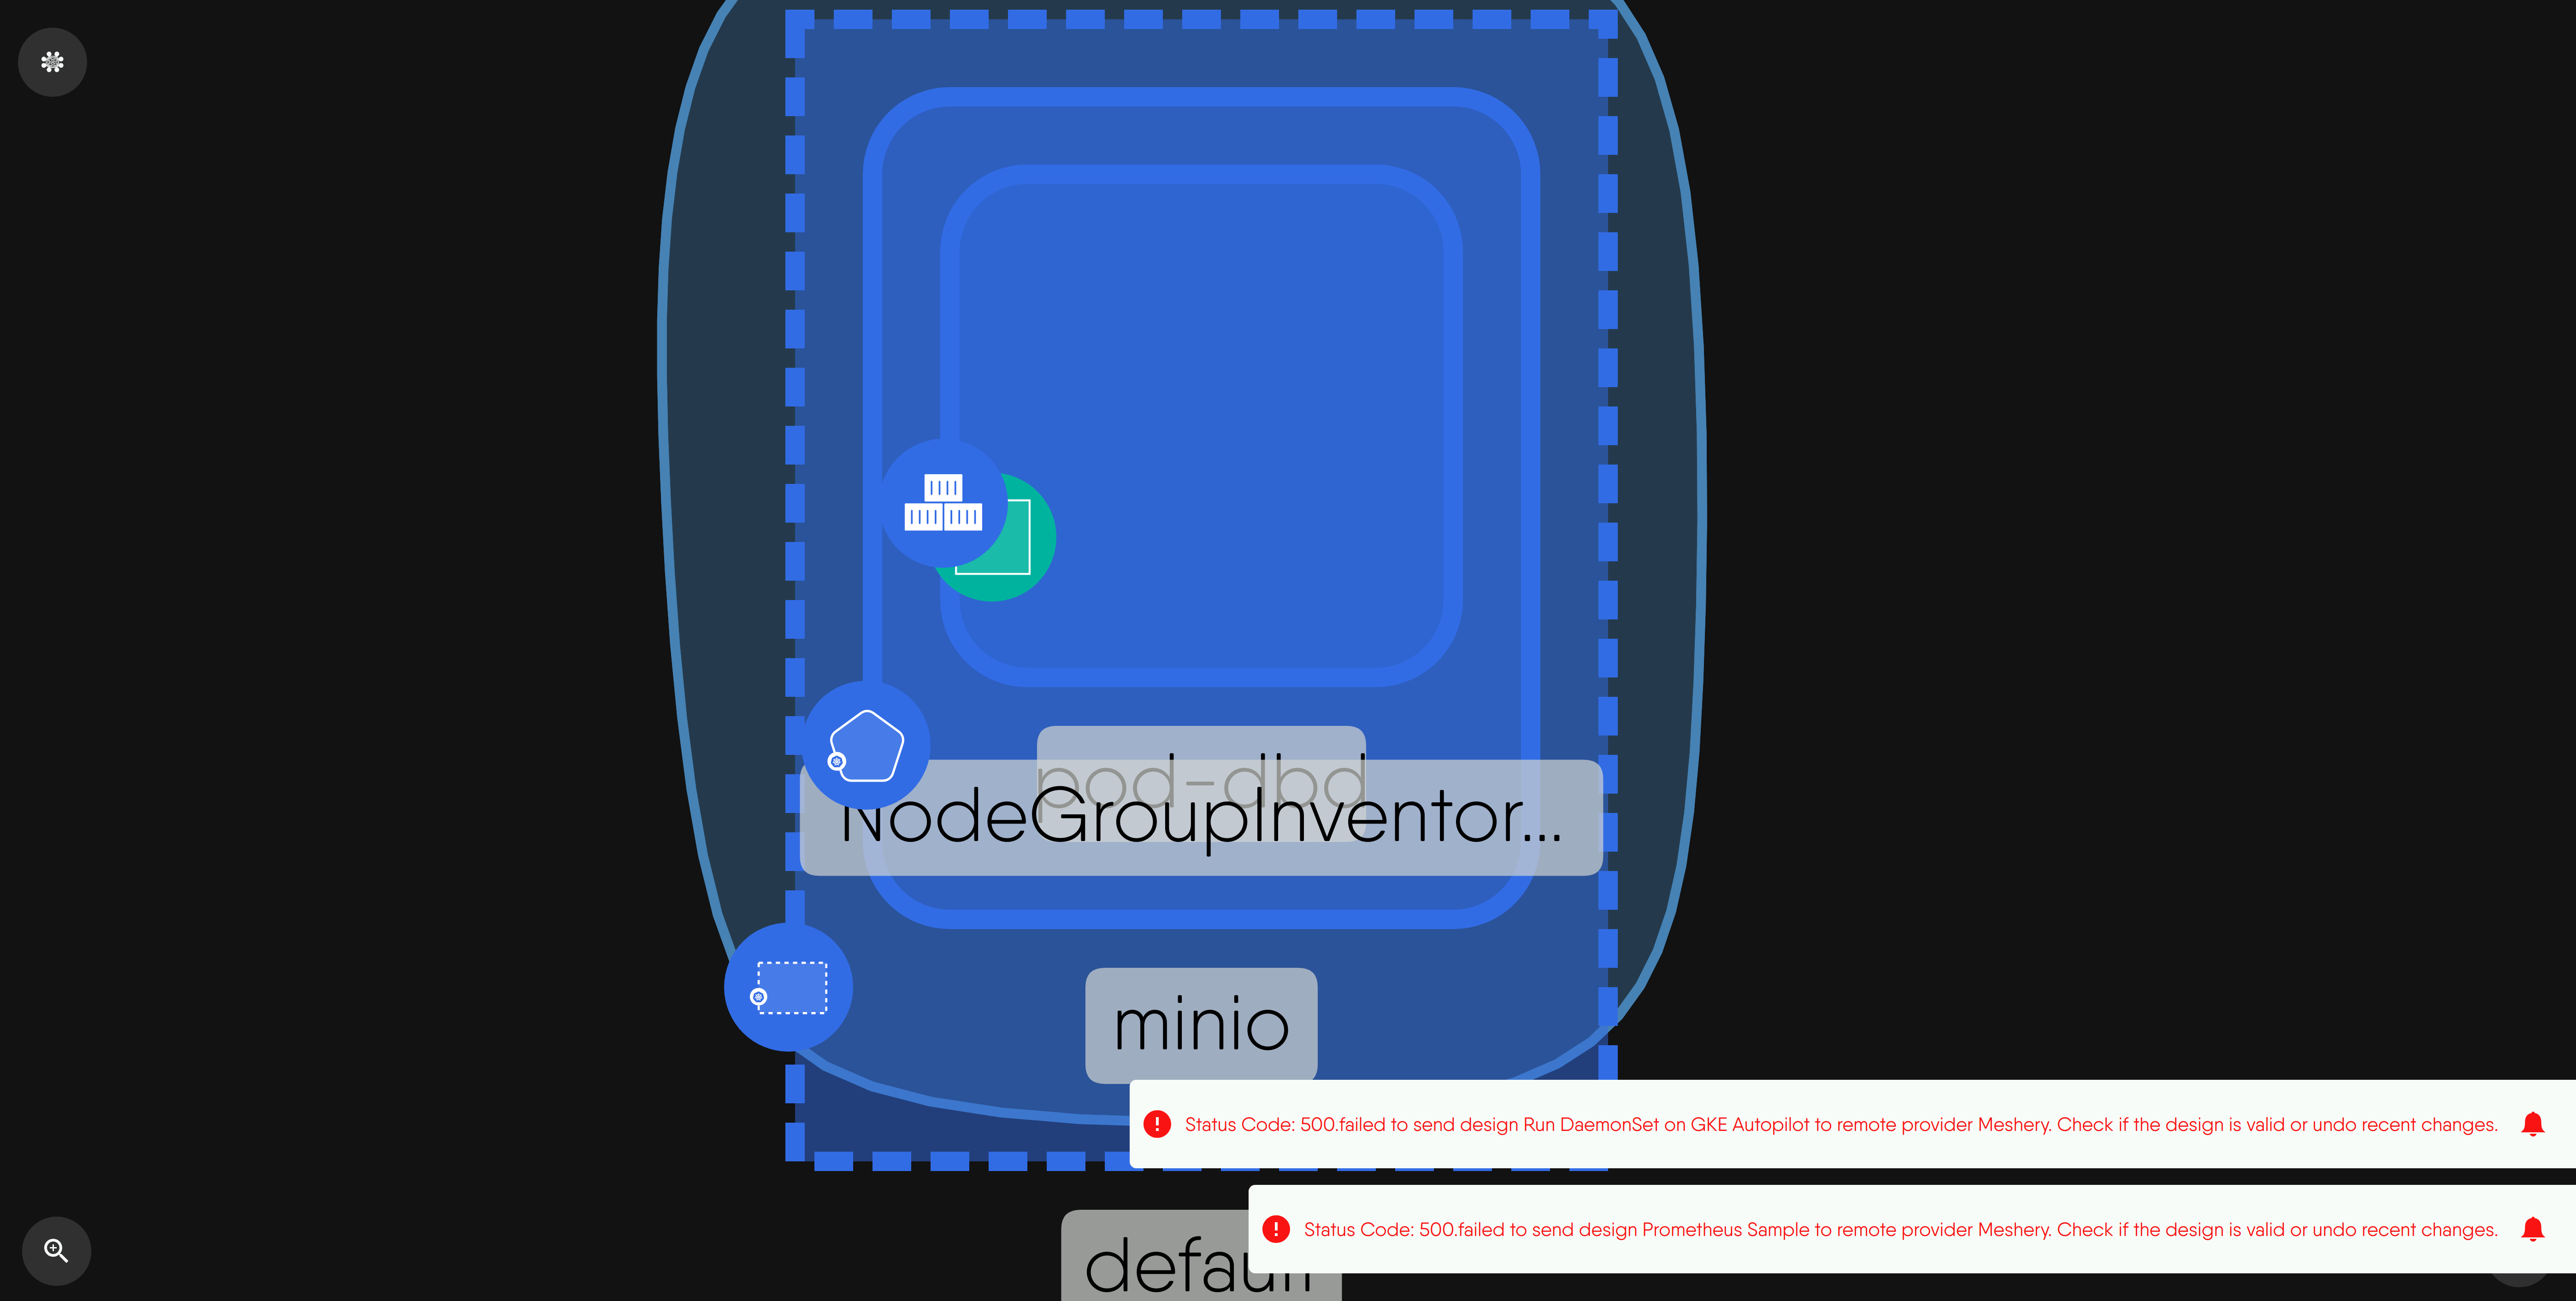 pod-dbd
NodeGroupInventor...
minio
Status Code: 500.failed to send design Run DaemonSet on GKE Autopilot to remote provider Meshery. Check if the design is valid or undo recent changes.
Status Code: 500.failed to send design Prometheus Sample to remote provider Meshery. Check if the design is valid or undo recent changes.
default